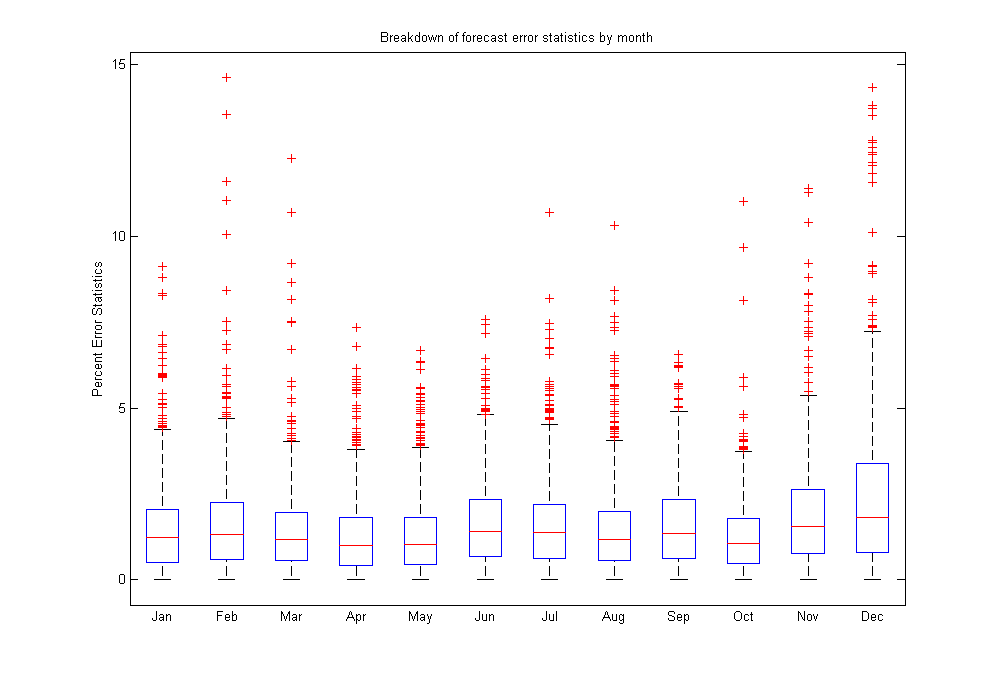 Breakdown of forecast error statistics by month
15
10
5
0
Percent Error Statistics
Jan Feb Mar Apr May Jun Jul Aug Sep Oct Nov Dec